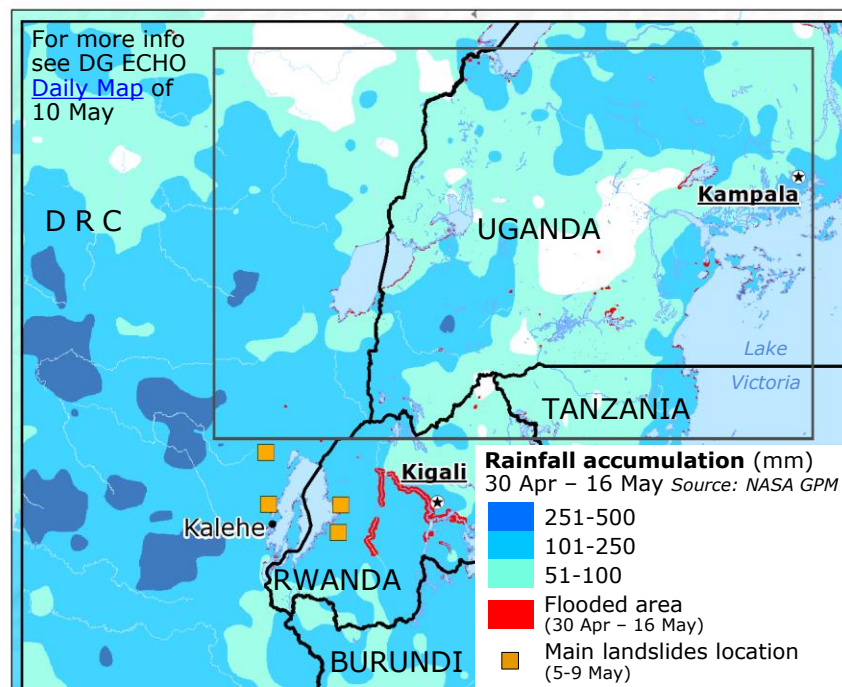 For more info
see DG ECHO
Daily Map of
10 May
D R C
UGANDA
Kampala
Lake
Victoria
TANZANIA
Kigali
Kalehe
RWANDA
BURUNDI
Rainfall accumulation (mm)
30 Apr – 16 May Source: NASA GPM
251-500
101-250
51-100
Flooded area
(30 Apr – 16 May)
Main landslides location
(5-9 May)